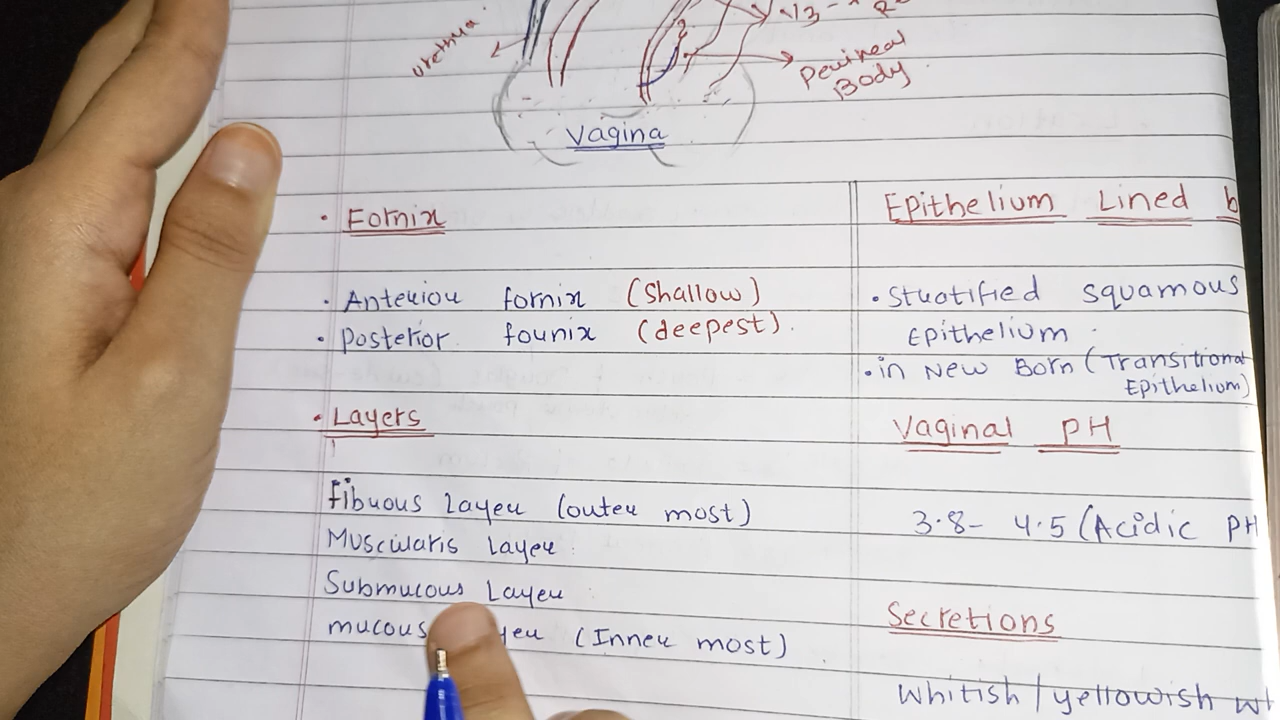 urethra
Perineal
Body
Vagina
• Fornix
• Anterior fornix (Shallow)
• Posterior fornix (deepest).
• Layers
Fibrous Layer (outer most)
Muscularis Layer
Submucous Layer
mucous (Inner most)
Epithelium Lined b
• Stratified squamous
Epithelium
• in New Born (Transitional
Epithelium)
Vaginal pH
3.8- 4.5 (Acidic PH
Secretions
Whitish/yellowish